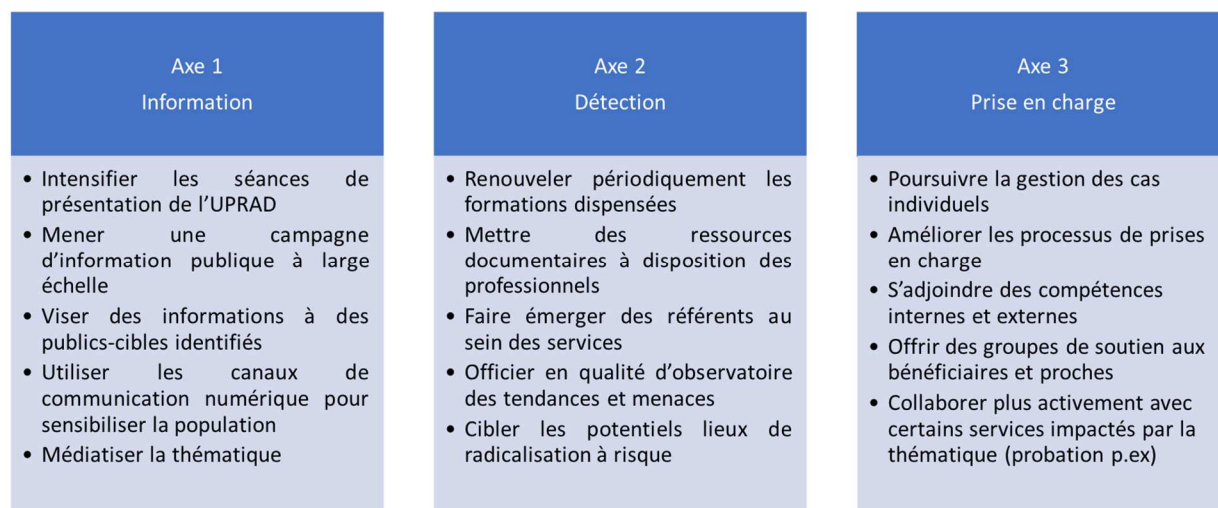 Axe 1
Information
• Intensifier les séances de
présentation de l’UPRAD
• Mener une campagne
d’information publique à large
échelle
• Viser des informations à des
publics-cibles identifiés
• Utiliser les canaux de
communication numérique pour
sensibiliser la population
• Médiatiser la thématique
Axe 2
Détection
• Renouveler périodiquement les
formations dispensées
• Mettre des ressources
documentaires à disposition des
professionnels
• Faire émerger des référents au
sein des services
• Officier en qualité d’observatoire
des tendances et menaces
• Cibler les potentiels lieux de
radicalisation à risque
Axe 3
Prise en charge
• Poursuivre la gestion des cas
individuels
• Améliorer les processus de prises
en charge
• S’adjoindre des compétences
internes et externes
• Offrir des groupes de soutien aux
bénéficiaires et proches
• Collaborer plus activement avec
certains services impactés par la
thématique (probation p.ex)